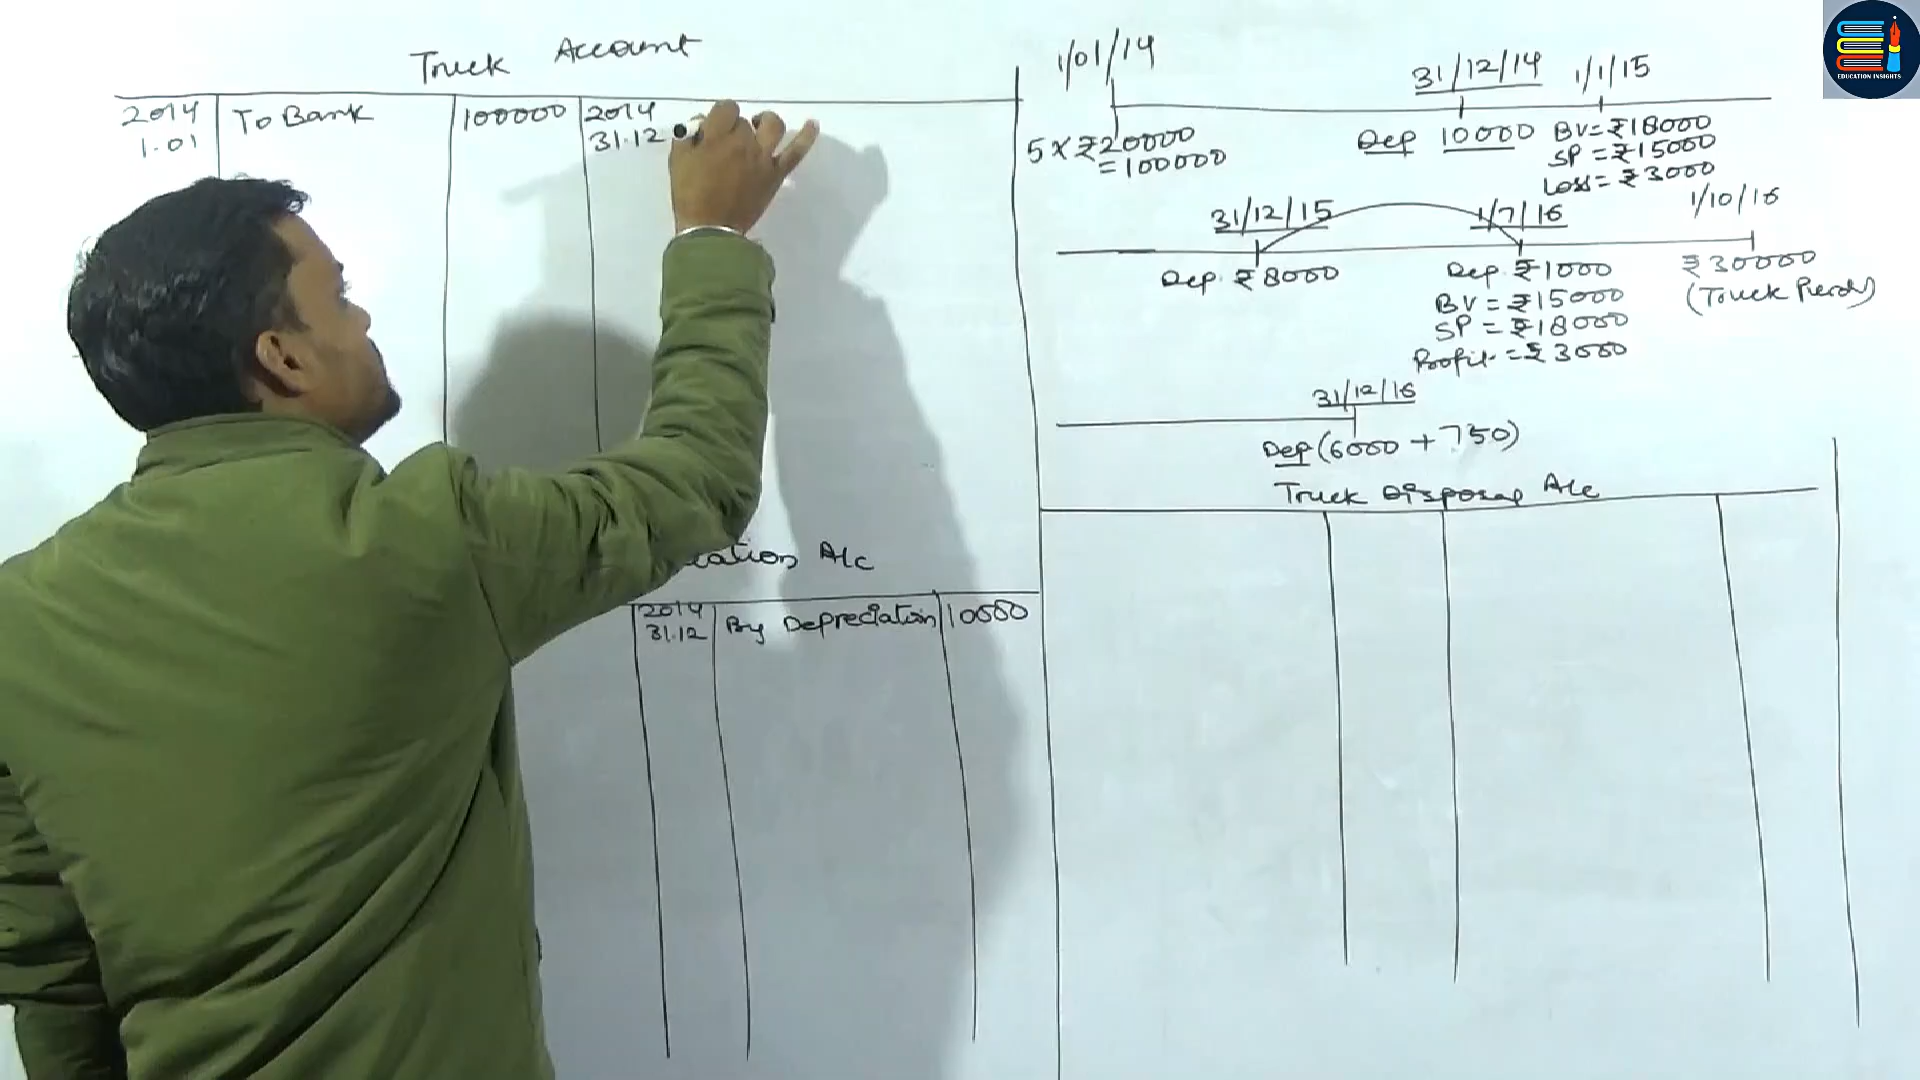 Truck Account
2014 To Bank 100000 2014
1.01 31.12
1/01/14 31/12/14 1/1/15
5 x ₹20000 Dep 10000 BV = ₹18000
= 100000 SP = ₹15000
Loss = ₹3000
31/12/15 1/7/16 1/10/16
Dep ₹8000 Dep ₹1000 ₹30000
BV = ₹15000 (Truck
SP = ₹18000
Profit = ₹3000
31/12/16
Dep (6000 + 750)
Truck Disposal A/c
iation A/c
2014 By Depreciation 10000
31.12
EDUCATION INSIGHTS